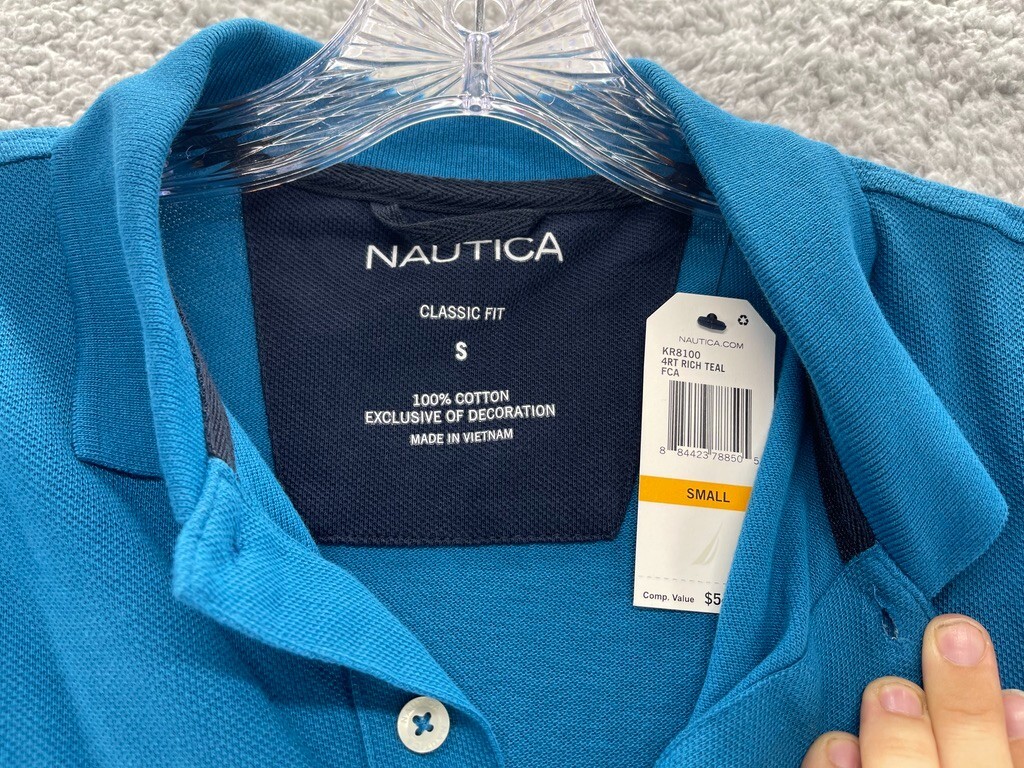 NAUTICA
CLASSIC FIT
S
100% COTTON
EXCLUSIVE OF DECORATION
MADE IN VIETNAM
NAUTICA.COM
KR8100
4RT RICH TEAL
FCA
8 84423 78850 5
SMALL
Comp. Value $5